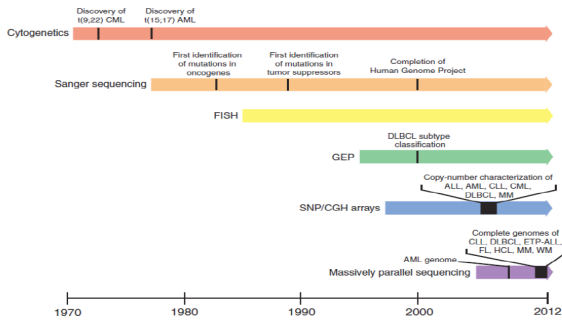 Discovery of
t(9,22) CML
Discovery of
t(15;17) AML
Cytogenetics
First identification
of mutations in
oncogenes
First identification
of mutations in
tumor suppressors
Completion of
Human Genome Project
Sanger sequencing
FISH
DLBCL subtype
classification
GEP
Copy-number characterization of
ALL, AML, CLL, CML,
DLBCL, MM
SNP/CGH arrays
Complete genomes of
CLL, DLBCL, ETP-ALL,
FL, HCL, MM, WM
AML genome
Massively parallel sequencing
1970
1980
1990
2000
2012